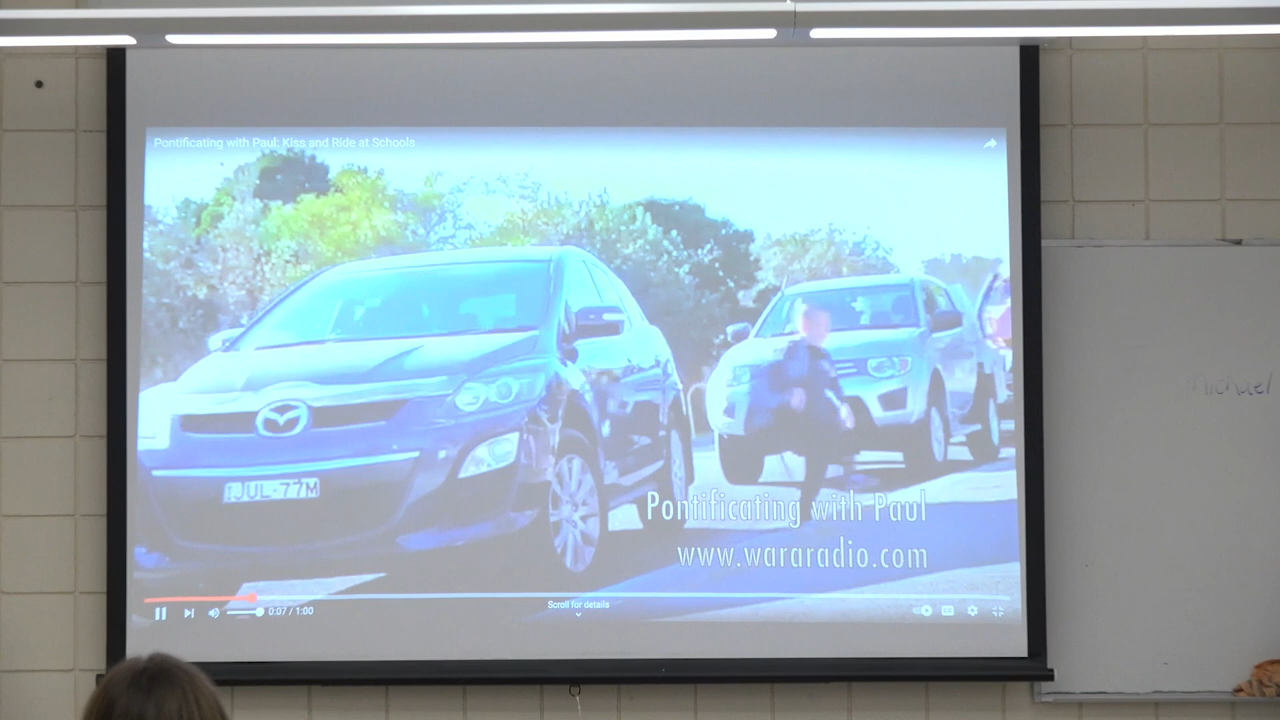 Pontificating with Paul: Kiss and Ride at Schools
JUL-77M
Pontificating with Paul
www.wararadio.com
0:07 / 1:00
Scroll for details
Michael